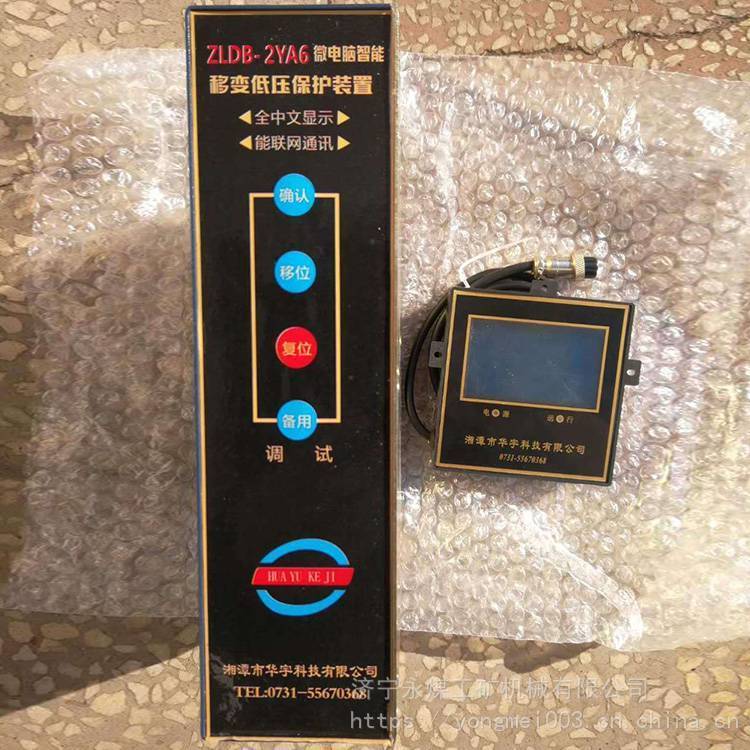 ZLDB-2YA6 微电脑智能
移变低压保护装置
全中文显示
能联网通讯
确认
移位
复位
备用
调 试
HUA YU KE JI
湘潭市华宇科技有限公司
TEL:0731-55670368
电 源 运 行
湘潭市华宇科技有限公司
0731-55670368
济宁永煤工矿机械有限公司
https://yongmei003.cn.china.cn